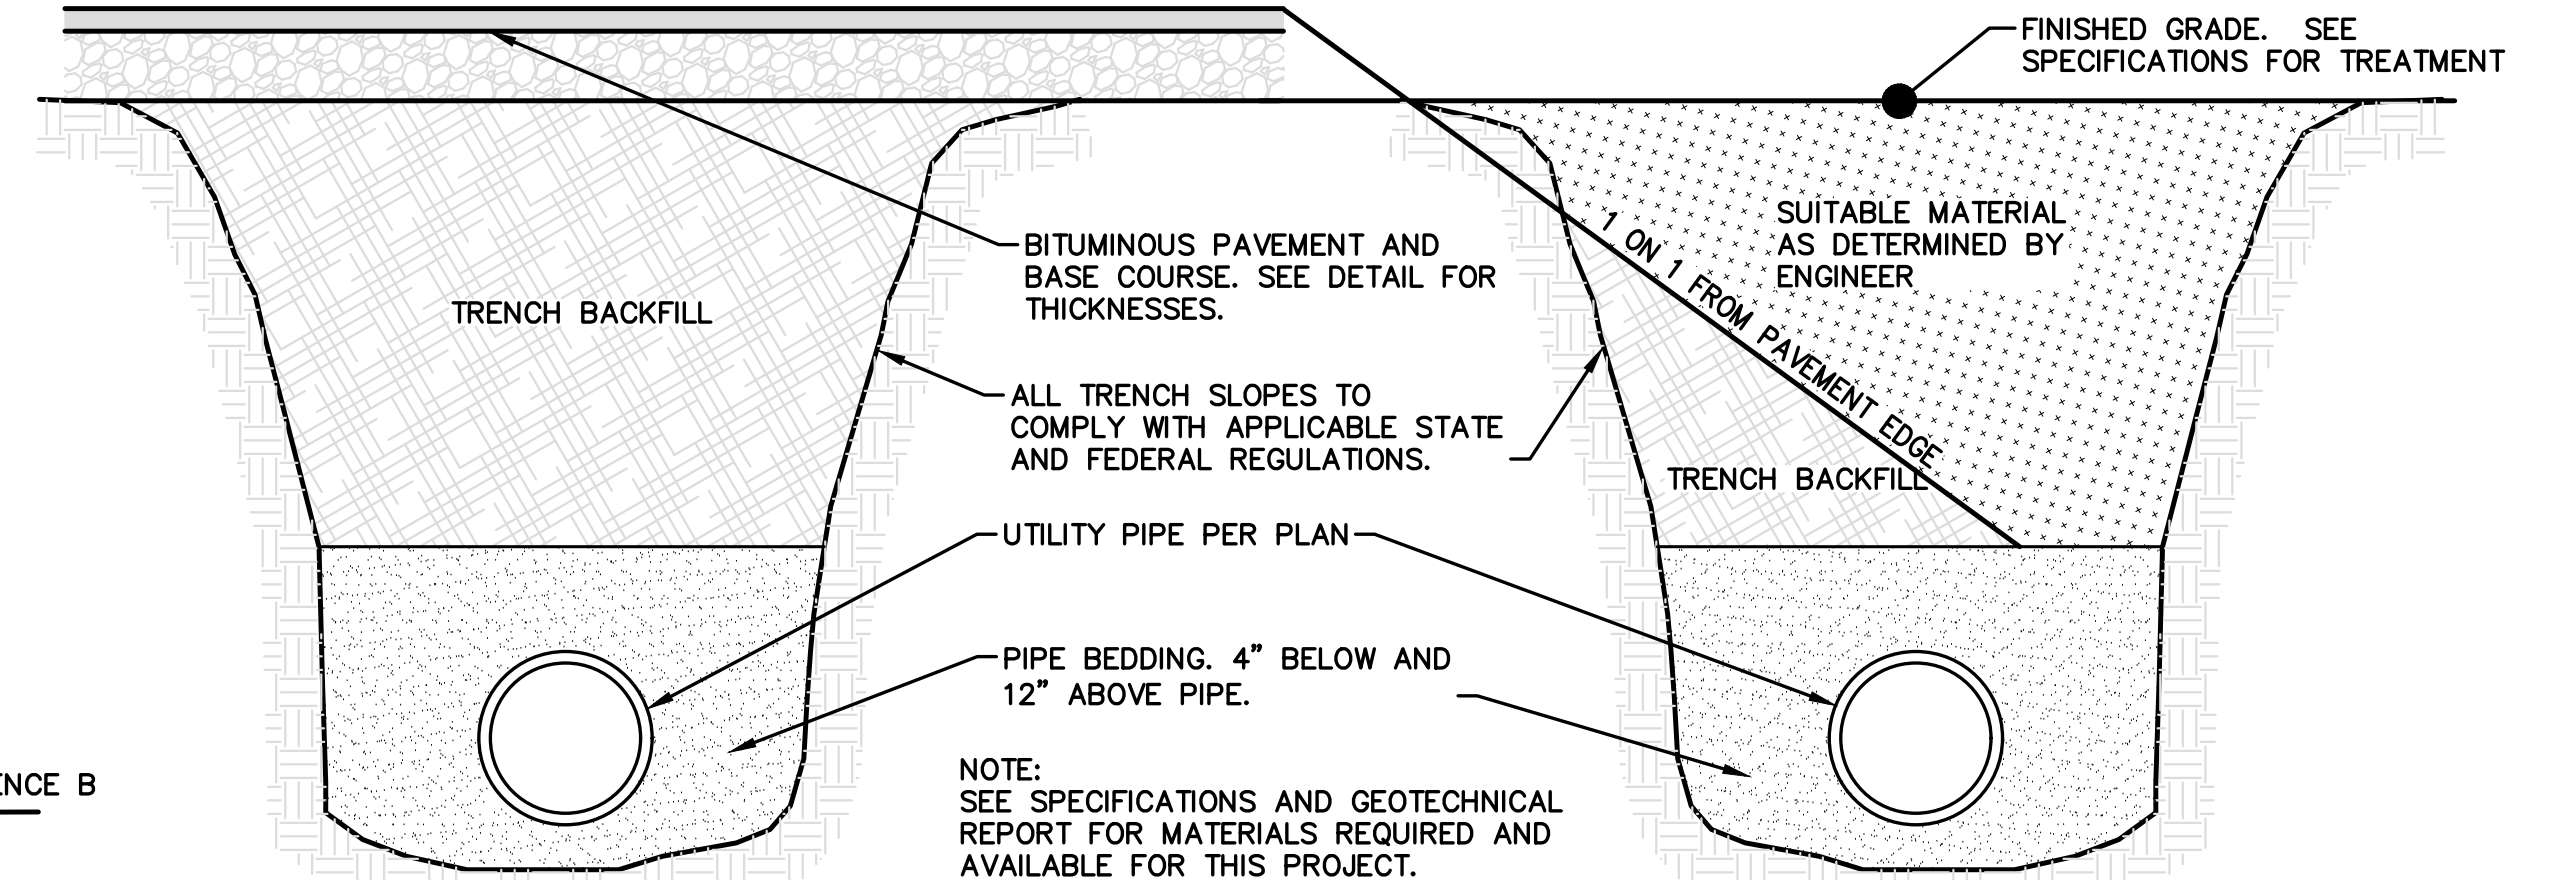 FINISHED GRADE. SEE
SPECIFICATIONS FOR TREATMENT
SUITABLE MATERIAL
AS DETERMINED BY
ENGINEER
1 ON 1 FROM PAVEMENT EDGE
BITUMINOUS PAVEMENT AND
BASE COURSE. SEE DETAIL FOR
THICKNESSES.
TRENCH BACKFILL
ALL TRENCH SLOPES TO
COMPLY WITH APPLICABLE STATE
AND FEDERAL REGULATIONS.
TRENCH BACKFILL
UTILITY PIPE PER PLAN
PIPE BEDDING. 4" BELOW AND
12" ABOVE PIPE.
NOTE:
SEE SPECIFICATIONS AND GEOTECHNICAL
REPORT FOR MATERIALS REQUIRED AND
AVAILABLE FOR THIS PROJECT.
B